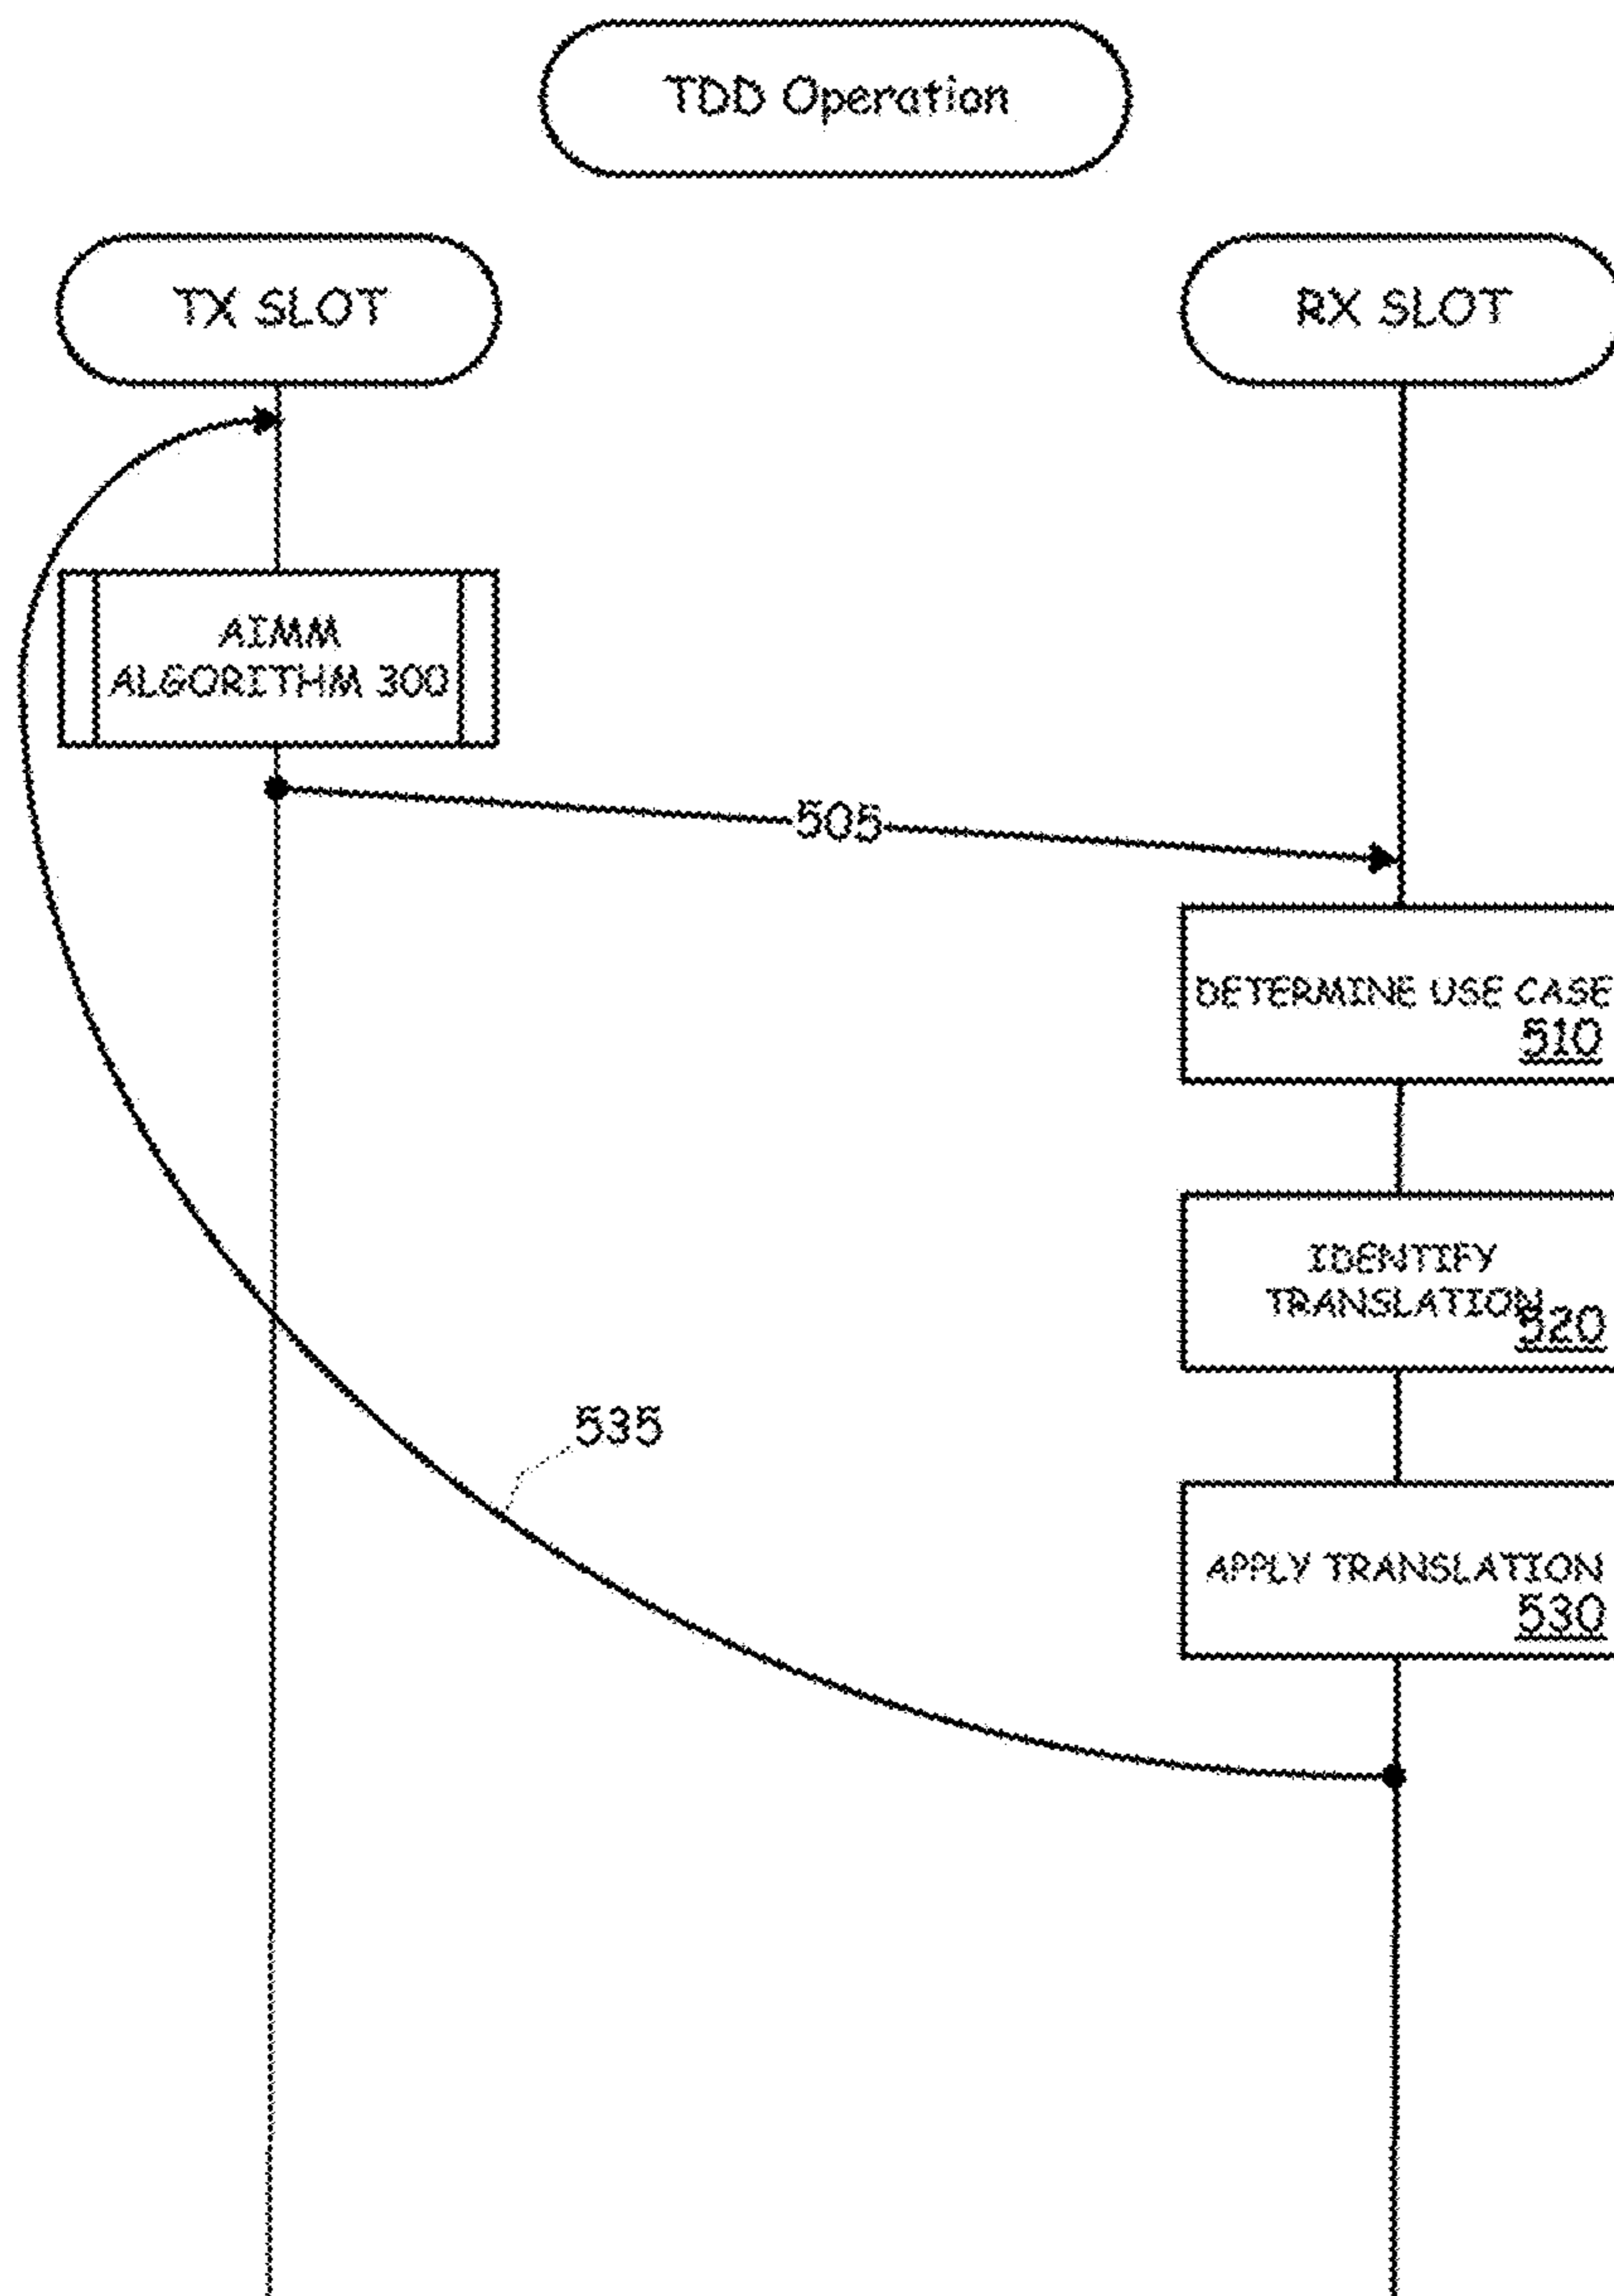 TDD Operation
TX SLOT
RX SLOT
AIMM
ALGORITHM 300
505
DETERMINE USE CASE
510
IDENTIFY
TRANSLATION
520
535
APPLY TRANSLATION
530